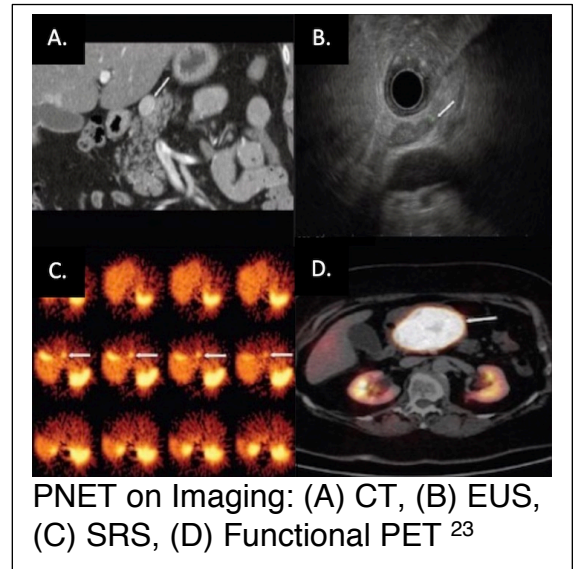 A.
B.
C.
D.
PNET on Imaging: (A) CT, (B) EUS,
(C) SRS, (D) Functional PET 23